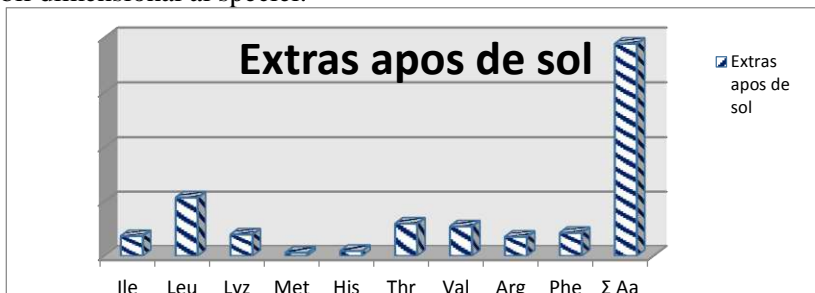 Extras apos de sol
Extras
apos de
sol
Ile Leu Lyz Met His Thr Val Arg Phe Σ Aa